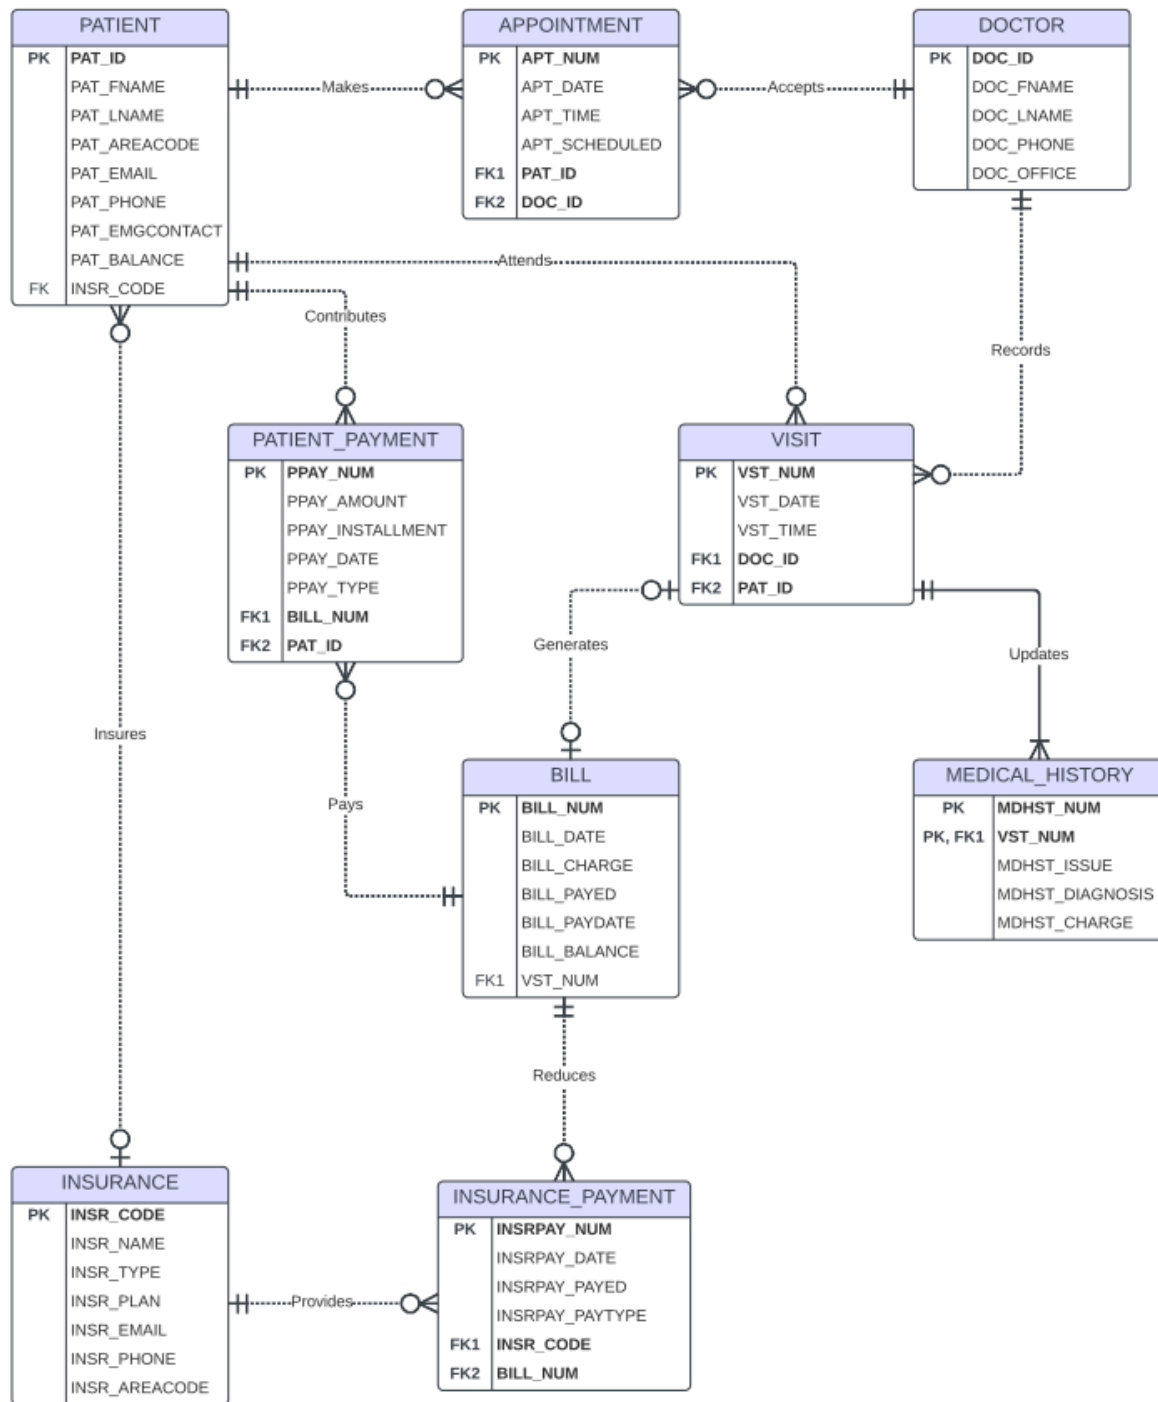 PATIENT
PK PAT_ID
PAT_FNAME
PAT_LNAME
PAT_AREACODE
PAT_EMAIL
PAT_PHONE
PAT_EMGCONTACT
PAT_BALANCE
FK INSR_CODE
Makes
APPOINTMENT
PK APT_NUM
APT_DATE
APT_TIME
APT_SCHEDULED
FK1 PAT_ID
FK2 DOC_ID
Accepts
DOCTOR
PK DOC_ID
DOC_FNAME
DOC_LNAME
DOC_PHONE
DOC_OFFICE
Attends
Contributes
Records
PATIENT_PAYMENT
PK PPAY_NUM
PPAY_AMOUNT
PPAY_INSTALLMENT
PPAY_DATE
PPAY_TYPE
FK1 BILL_NUM
FK2 PAT_ID
VISIT
PK VST_NUM
VST_DATE
VST_TIME
FK1 DOC_ID
FK2 PAT_ID
Generates
Updates
Insures
Pays
BILL
PK BILL_NUM
BILL_DATE
BILL_CHARGE
BILL_PAYED
BILL_PAYDATE
BILL_BALANCE
FK1 VST_NUM
MEDICAL_HISTORY
PK MDHST_NUM
PK, FK1 VST_NUM
MDHST_ISSUE
MDHST_DIAGNOSIS
MDHST_CHARGE
Reduces
INSURANCE
PK INSR_CODE
INSR_NAME
INSR_TYPE
INSR_PLAN
INSR_EMAIL
INSR_PHONE
INSR_AREACODE
Provides
INSURANCE_PAYMENT
PK INSRPAY_NUM
INSRPAY_DATE
INSRPAY_PAYED
INSRPAY_PAYTYPE
FK1 INSR_CODE
FK2 BILL_NUM